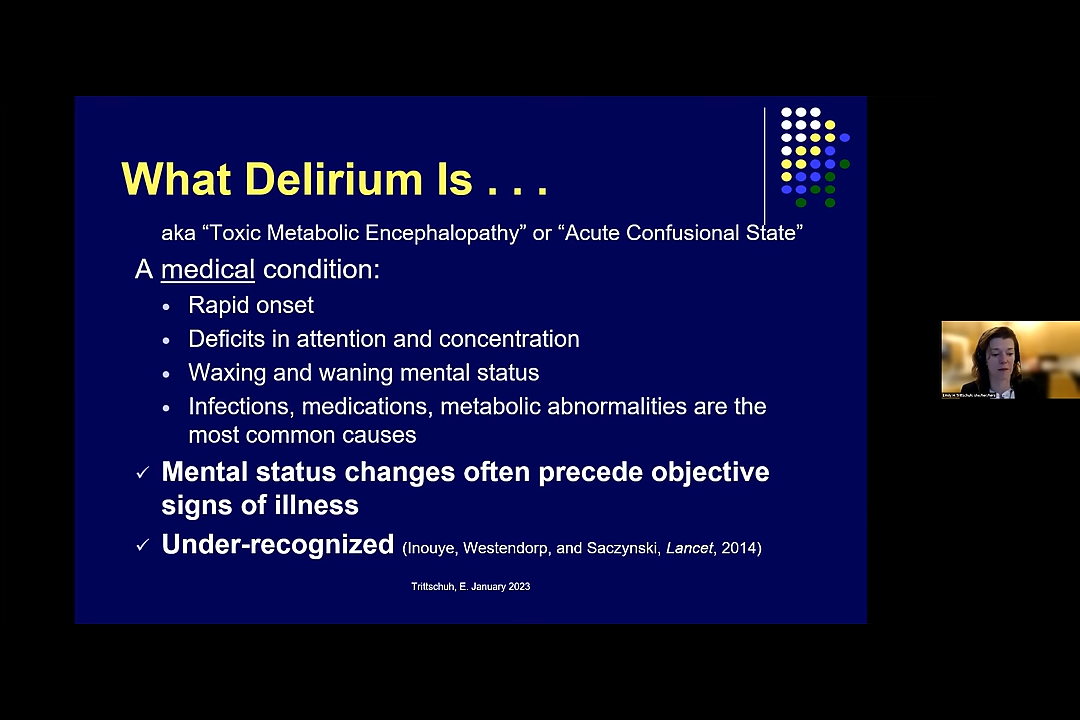 What Delirium Is . . .
aka “Toxic Metabolic Encephalopathy” or “Acute Confusional State”
A medical condition:
• Rapid onset
• Deficits in attention and concentration
• Waxing and waning mental status
• Infections, medications, metabolic abnormalities are the
most common causes
✓ Mental status changes often precede objective
signs of illness
✓ Under-recognized (Inouye, Westendorp, and Saczynski, Lancet, 2014)
Trittschuh, E. January 2023